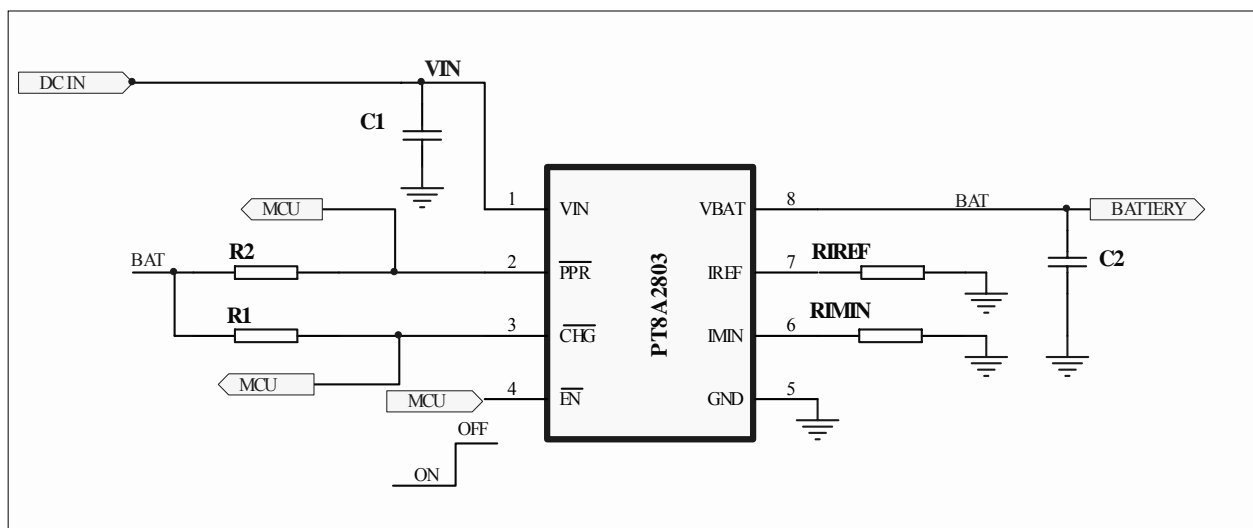 DC IN
VIN
C1
MCU
1
VIN
VBAT
8
BAT
BATTERY
BAT
R2
2
PPR
IREF
7
RIREF
C2
R1
3
CHG
IMIN
6
RIMIN
PT8A2803
MCU
MCU
4
EN
GND
5
OFF
ON